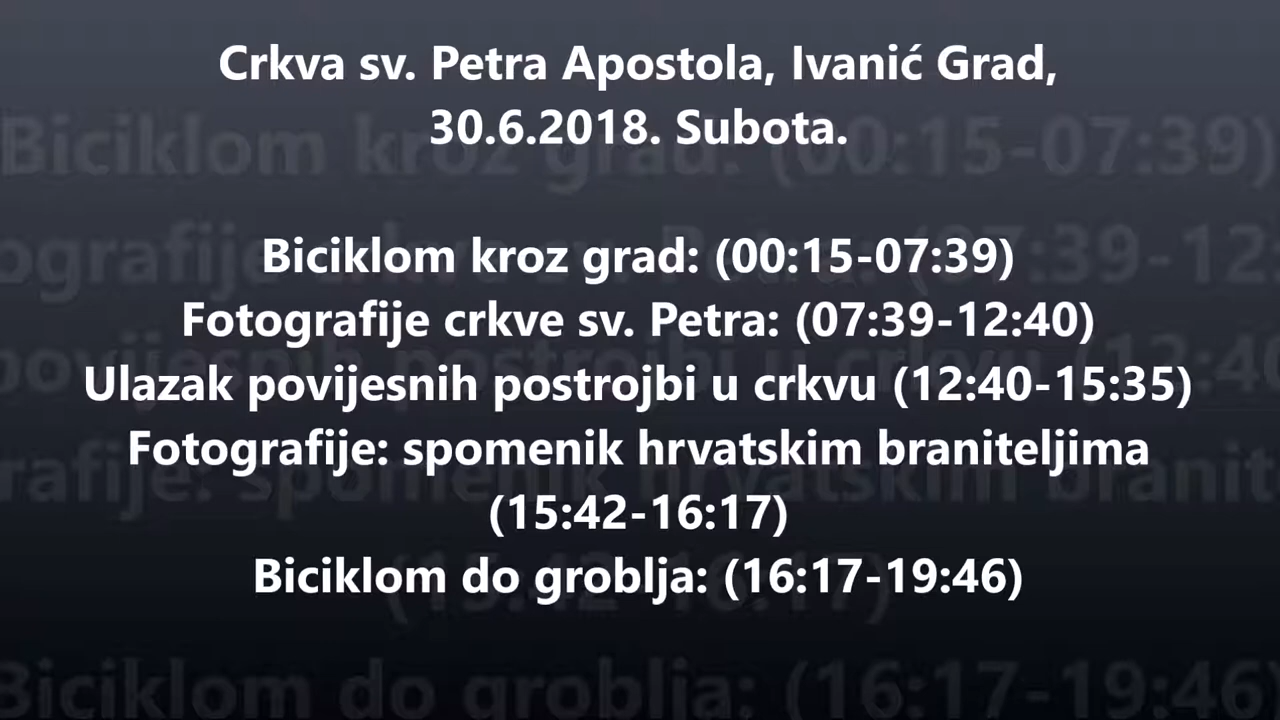 Crkva sv. Petra Apostola, Ivanić Grad,
30.6.2018. Subota.
Biciklom kroz grad: (00:15-07:39)
Fotografije crkve sv. Petra: (07:39-12:40)
Ulazak povijesnih postrojbi u crkvu (12:40-15:35)
Fotografije: spomenik hrvatskim braniteljima
(15:42-16:17)
Biciklom do groblja: (16:17-19:46)